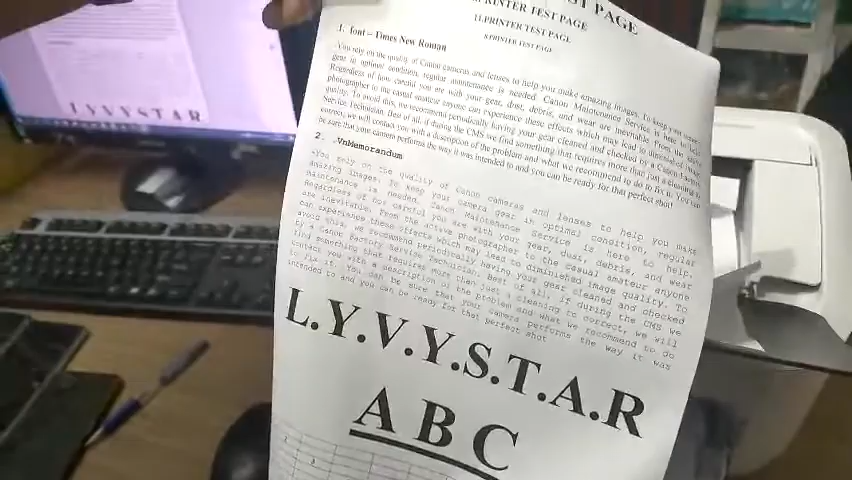 PRINTER TEST PAGE
11.PRINTER TEST PAGE
8.PRINTER TEST PAGE
1. font – Times New Roman
-You rely on the quality of Canon cameras and lenses to help you make amazing images. To keep your
gear in optimal condition, regular maintenance is needed. Canon Maintenance Service is here to help.
Regardless of how careful you are with your gear, dust, debris, and wear are inevitable. From the
photographer to the casual amateur anyone can experience these effects which may lead to diminished image
quality. To avoid this, we recommend periodically having your gear cleaned and checked by a Canon Factory
Service Technician. Best of all if during the CMS we find something that requires more than just a cleaning to
correct, we will contact you with a description of the problem and what we recommend to do to fix it. You can
be sure that your camera performs the way it was intended to and you can be ready for that perfect shot
2. .VnMemorandum
-You rely on the quality of Canon cameras and lenses to help you make
amazing images. To keep your camera gear in optimal condition, regular
maintenance is needed. Canon Maintenance Service is here to help.
Regardless of how careful you are with your gear, dust, debris, and wear
are inevitable. From the active photographer to the casual amateur anyone
can experience these effects which may lead to diminished image quality. To
avoid this, we recommend periodically having your gear cleaned and checked
by a Canon Factory Service Technician. Best of all, if during the CMS we
find something that requires more than just a cleaning to correct, we will
contact you with a description of the problem and what we recommend to do
to fix it. You can be sure that your camera performs the way it was
intended to and you can be ready for that perfect shot
L.Y.V.Y.S.T.A.R
ABC
L Y V Y S T A R